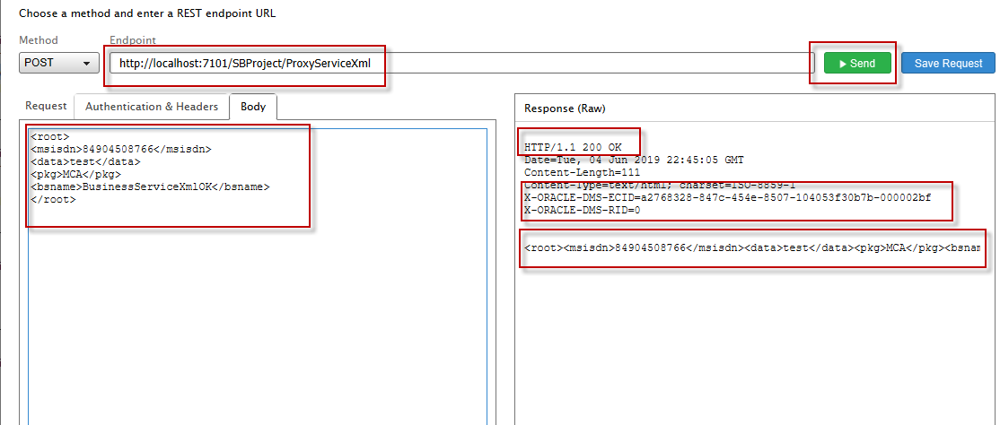 Choose a method and enter a REST endpoint URL
Method Endpoint
POST http://localhost:7101/SBProject/ProxyServiceXml Send Save Request
Request Authentication & Headers Body
<root>
<msisdn>84904508766</msisdn>
<data>test</data>
<pkg>MCA</pkg>
<bsname>BusinessServiceXmlOK</bsname>
</root>
Response (Raw)
HTTP/1.1 200 OK
Date=Tue, 04 Jun 2019 22:45:05 GMT
Content-Length=111
Content-Type=text/html; charset=ISO-8859-1
X-ORACLE-DMS-ECID=a2768328-847c-454e-8507-104053f30b7b-000002bf
X-ORACLE-DMS-RID=0
<root><msisdn>84904508766</msisdn><data>test</data><pkg>MCA</pkg><bsnam